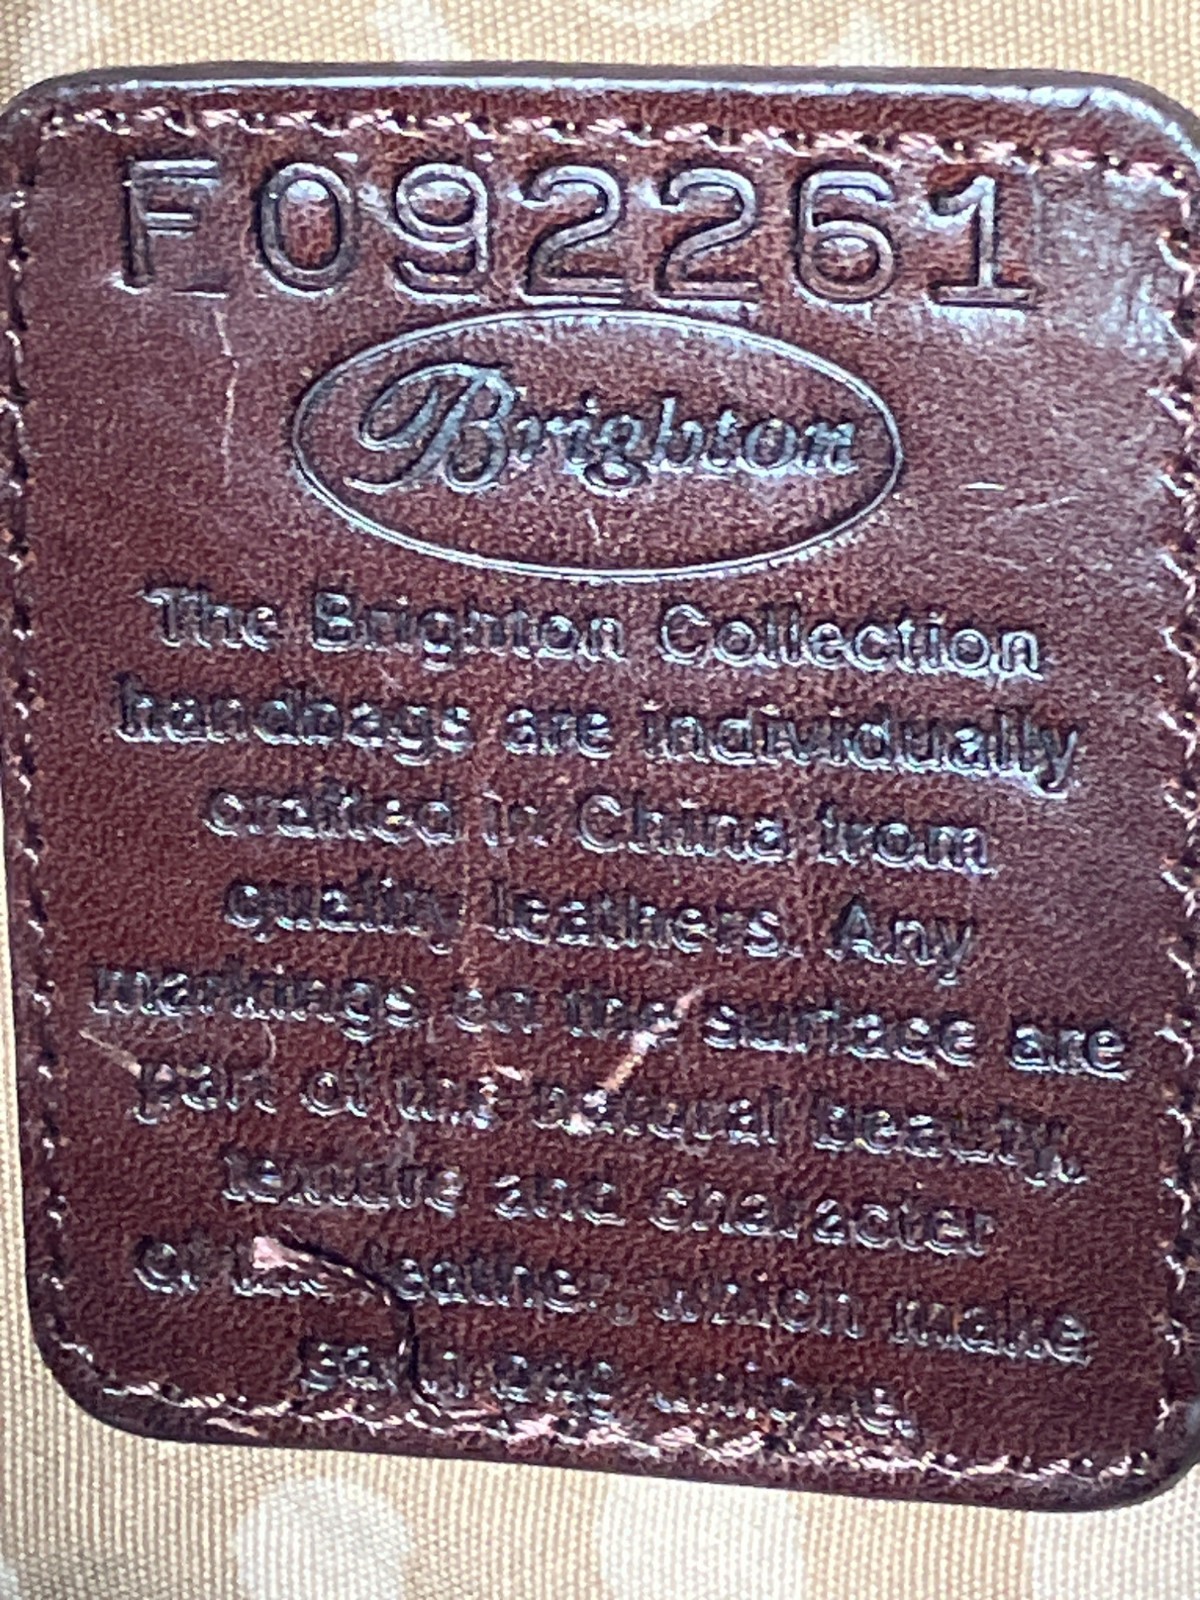 F092261
Brighton
The Brighton Collection
handbags are individually
crafted in China from
quality leathers. Any
markings on the surface are
part of the natural beauty,
texture and character
of the leather, which make
each bag unique.